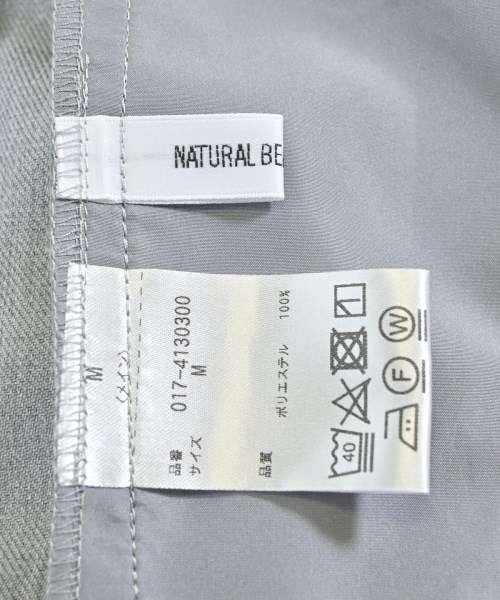 NATURAL BE
M
(メイン)
品番 017-4130300
サイズ M
品質 ポリエステル 100%
40
F
W